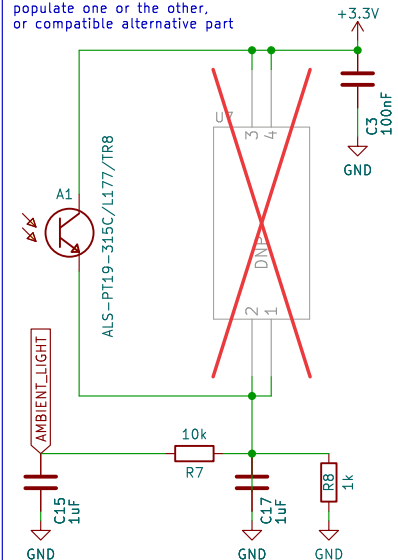 populate one or the other,
or compatible alternative part
+3.3V
C3
100nF
GND
U7
3
4
DNP
2
1
A1
ALS-PT19-315C/L177/TR8
AMBIENT_LIGHT
10k
R7
C15
1uF
C17
1uF
R8
1k
GND
GND
GND